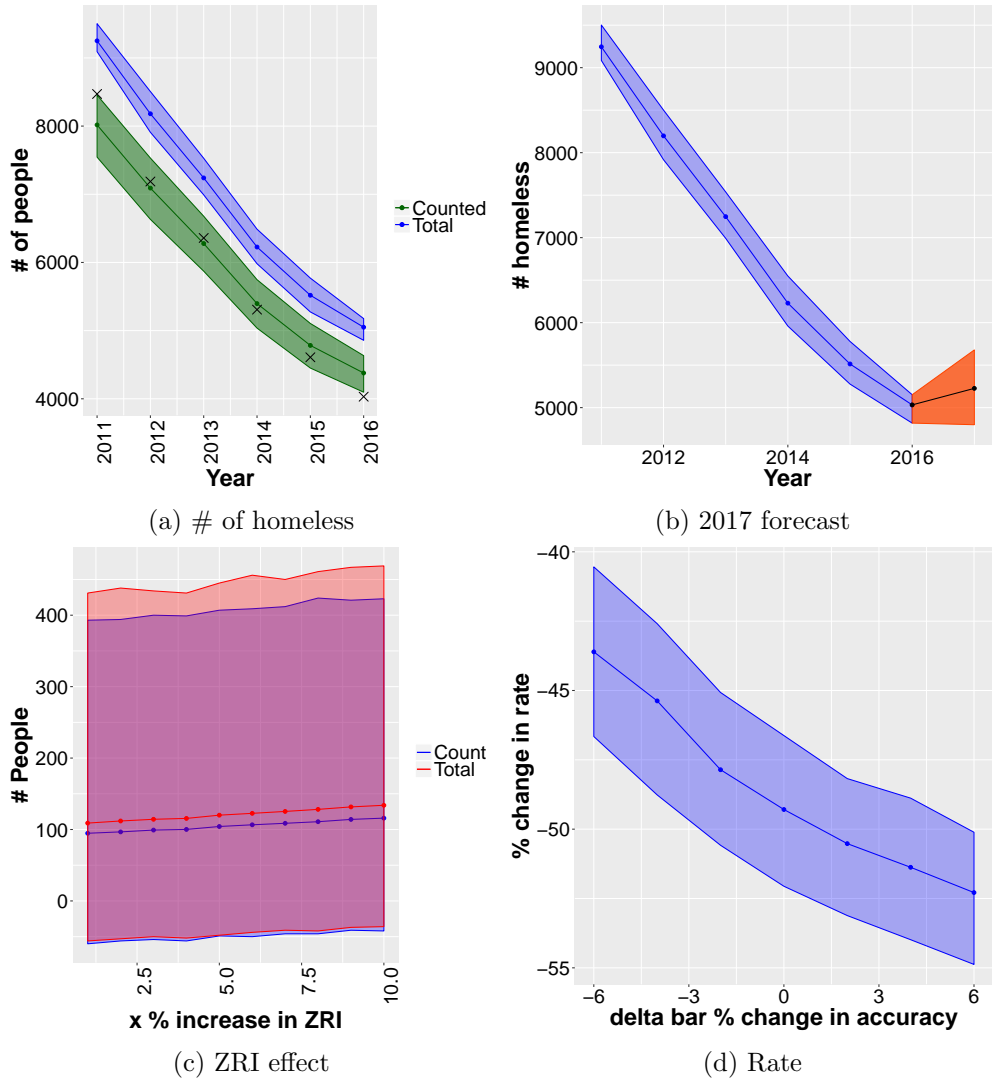 # of people
8000
6000
4000
2011
2012
2013
2014
2015
2016
Year
Counted
Total
(a) # of homeless
# homeless
9000
8000
7000
6000
5000
2012
2014
2016
Year
(b) 2017 forecast
# People
400
300
200
100
0
2.5
5.0
7.5
10.0
x % increase in ZRI
Count
Total
(c) ZRI effect
% change in rate
−40
−45
−50
−55
−6
−3
0
3
6
delta bar % change in accuracy
(d) Rate